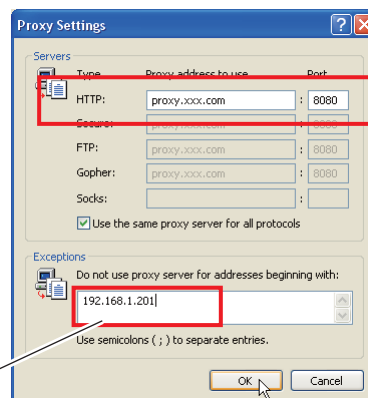 Proxy Settings
Servers
Type Proxy address to use Port
HTTP: proxy.xxx.com : 8080
Secure: proxy.xxx.com : 8080
FTP: proxy.xxx.com : 8080
Gopher: proxy.xxx.com : 8080
Socks: :
Use the same proxy server for all protocols
Exceptions
Do not use proxy server for addresses beginning with:
192.168.1.201
Use semicolons ( ; ) to separate entries.
OK Cancel